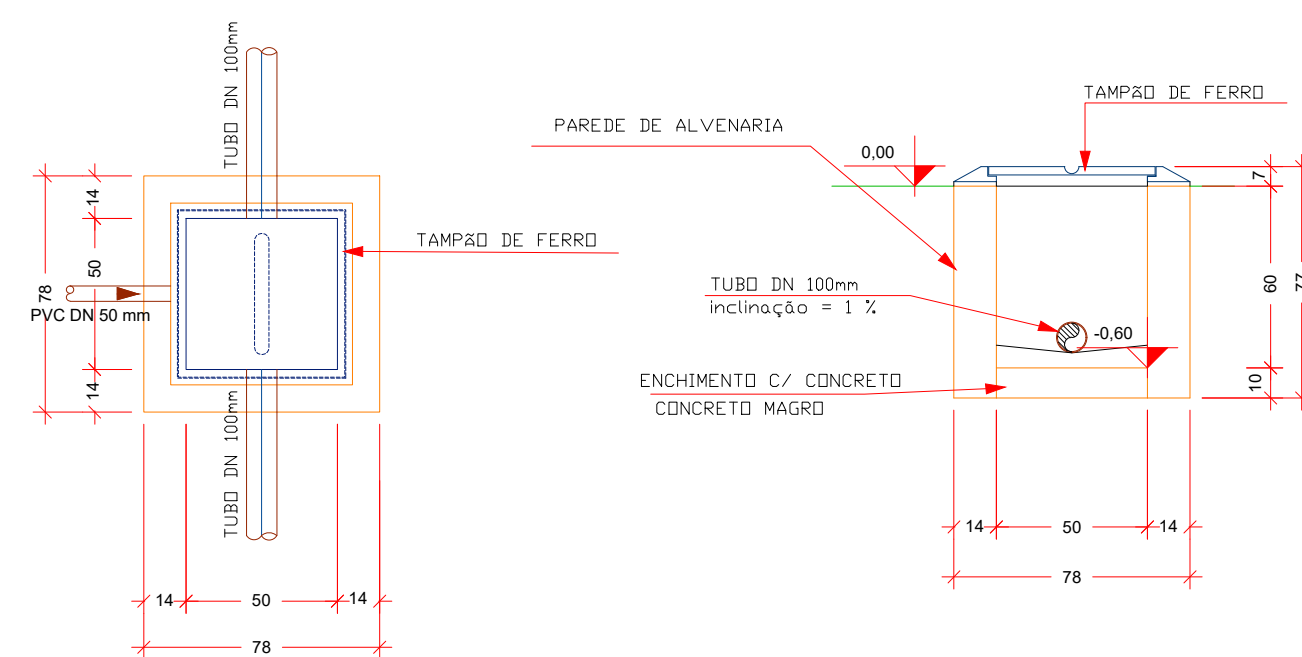 TUBO DN 100mm
14
50
14
78
PVC DN 50 mm
TAMPÃO DE FERRO
TUBO DN 100mm
14
50
14
78
PAREDE DE ALVENARIA
TAMPÃO DE FERRO
0,00
7
60
77
10
TUBO DN 100mm
inclinação = 1 %
-0,60
ENCHIMENTO C/ CONCRETO
CONCRETO MAGRO
14
50
14
78